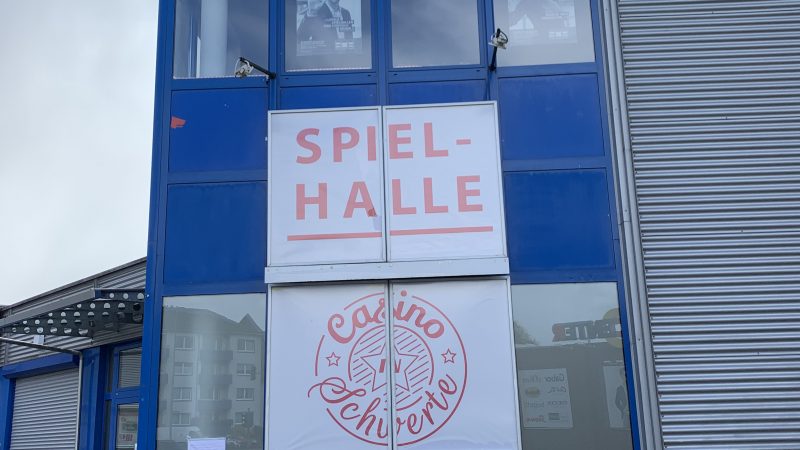 SPIEL-
HALLE
Casino
IN
Schwerte